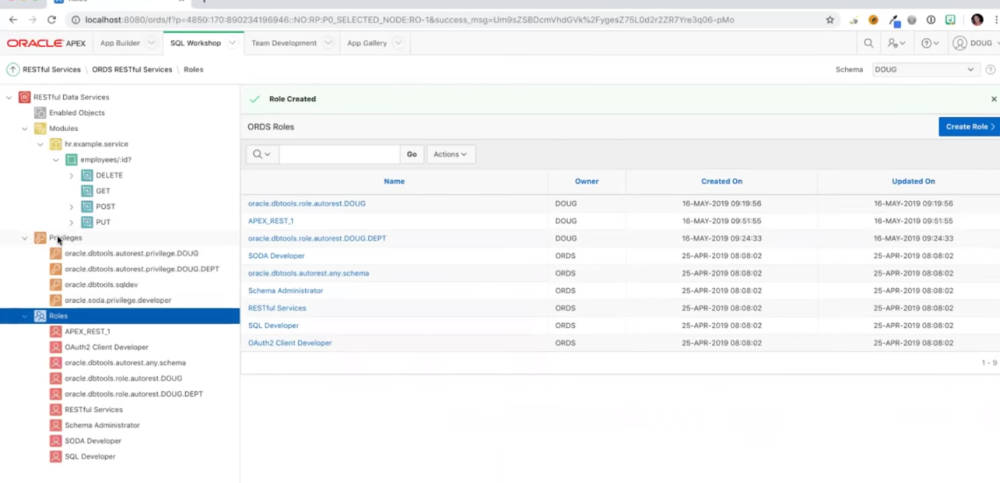 Roles
localhost:8080/ords/f?p=4850:170:890234196946::NO:RP:P0_SELECTED_NODE:RO-1&success_msg=Um9sZSBDcmVhdGVk%2FygesZ75L0d2r2ZR7Yre3q06-pMo
ORACLE APEX App Builder SQL Workshop Team Development App Gallery DOUG
RESTful Services \ ORDS RESTful Services \ Roles Schema DOUG
RESTful Data Services
Enabled Objects
Modules
hr.example.service
employees/:id?
DELETE
GET
POST
PUT
Privileges
oracle.dbtools.autorest.privilege.DOUG
oracle.dbtools.autorest.privilege.DOUG.DEPT
oracle.dbtools.sqldev
oracle.soda.privilege.developer
Roles
APEX_REST_1
OAuth2 Client Developer
oracle.dbtools.autorest.any.schema
oracle.dbtools.role.autorest.DOUG
oracle.dbtools.role.autorest.DOUG.DEPT
RESTful Services
Schema Administrator
SODA Developer
SQL Developer
Role Created
ORDS Roles Create Role >
Go Actions
Name Owner Created On Updated On
oracle.dbtools.role.autorest.DOUG DOUG 16-MAY-2019 09:19:56 16-MAY-2019 09:19:56
APEX_REST_1 DOUG 16-MAY-2019 09:51:55 16-MAY-2019 09:51:55
oracle.dbtools.role.autorest.DOUG.DEPT DOUG 16-MAY-2019 09:24:33 16-MAY-2019 09:24:33
SODA Developer ORDS 25-APR-2019 08:08:02 25-APR-2019 08:08:02
oracle.dbtools.autorest.any.schema ORDS 25-APR-2019 08:08:02 25-APR-2019 08:08:02
Schema Administrator ORDS 25-APR-2019 08:08:02 25-APR-2019 08:08:02
RESTful Services ORDS 25-APR-2019 08:08:02 25-APR-2019 08:08:02
SQL Developer ORDS 25-APR-2019 08:08:02 25-APR-2019 08:08:02
OAuth2 Client Developer ORDS 25-APR-2019 08:08:02 25-APR-2019 08:08:02
1 - 9